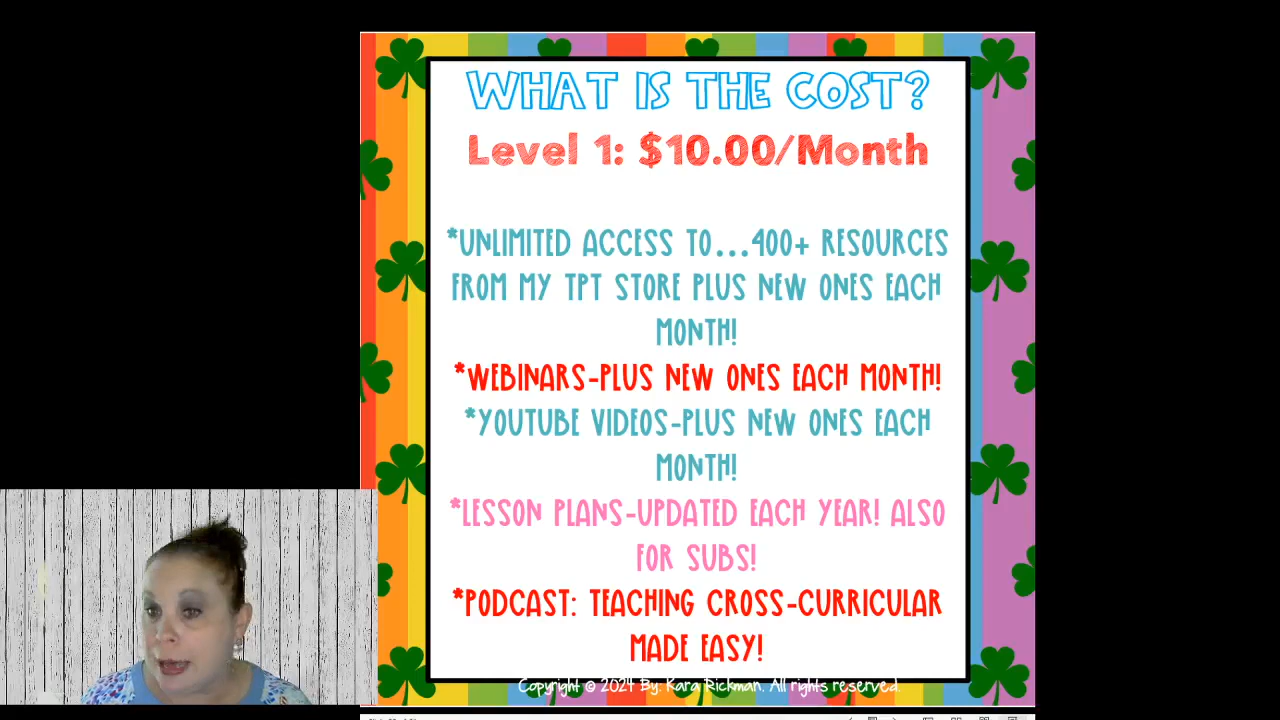 WHAT IS THE COST?
Level 1: $10.00/Month
*UNLIMITED ACCESS TO...400+ RESOURCES
FROM MY TPT STORE PLUS NEW ONES EACH
MONTH!
*WEBINARS-PLUS NEW ONES EACH MONTH!
*YOUTUBE VIDEOS-PLUS NEW ONES EACH
MONTH!
*LESSON PLANS-UPDATED EACH YEAR! ALSO
FOR SUBS!
*PODCAST: TEACHING CROSS-CURRICULAR
MADE EASY!
Copyright © 2024 By: Kara Rickman. All rights reserved.